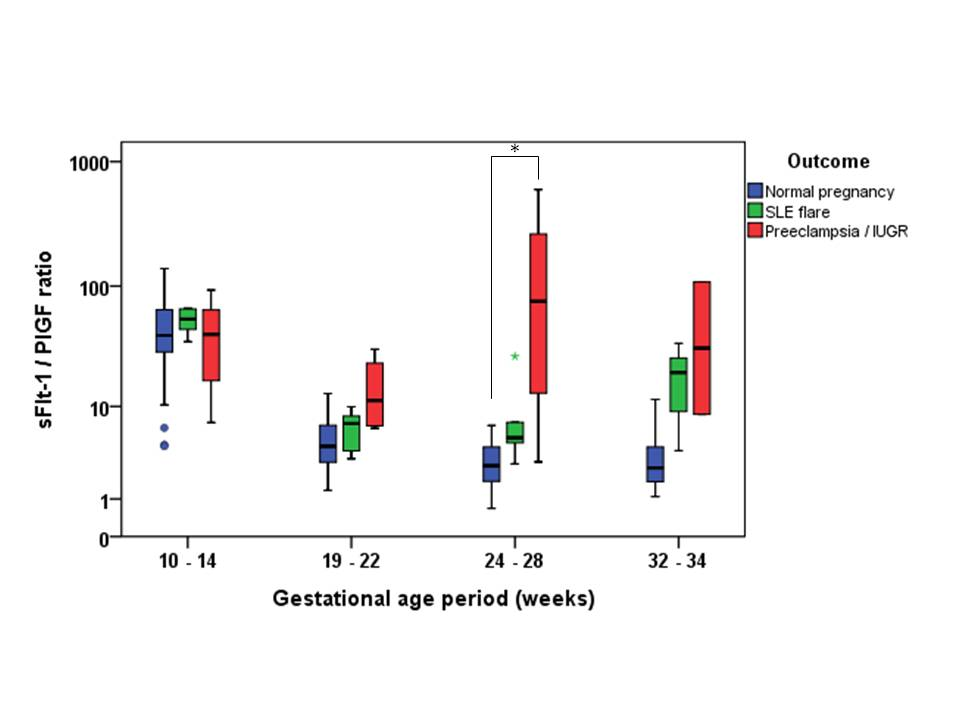 *
1000
100
10
1
0
sFlt-1 / PlGF ratio
10 - 14
19 - 22
24 - 28
32 - 34
Gestational age period (weeks)
Outcome
Normal pregnancy
SLE flare
Preeclampsia / IUGR